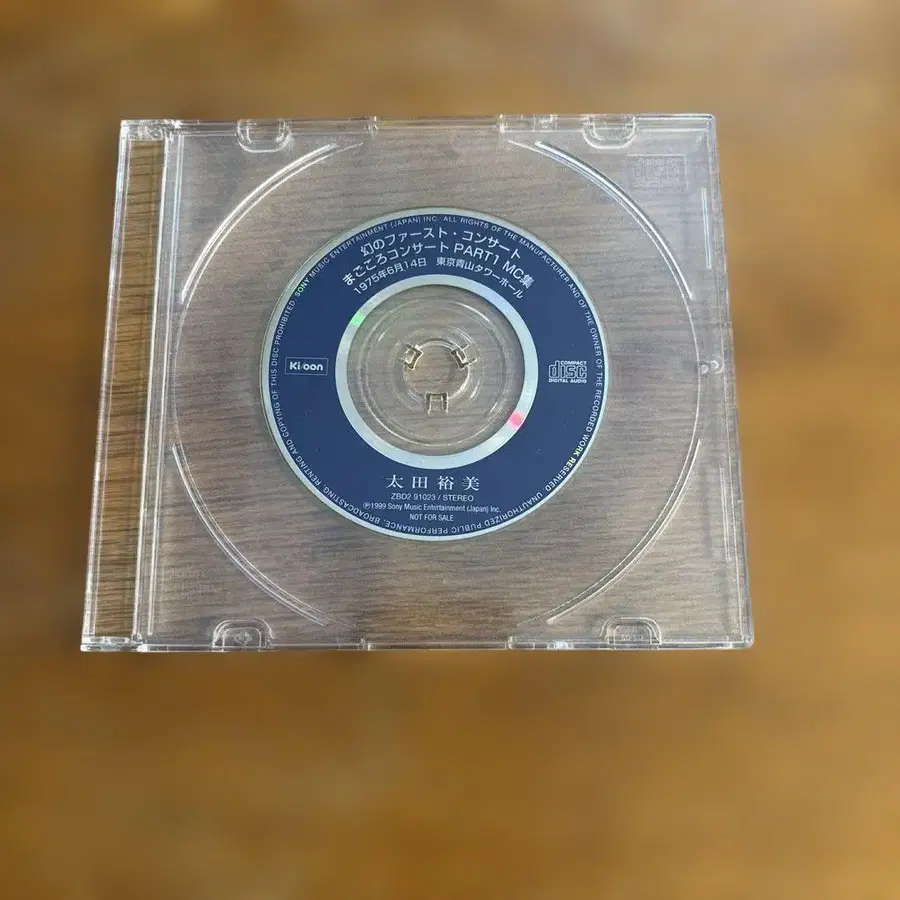 幻のファースト・コンサート
まごころコンサート PART1 MC集
1975年6月14日 東京青山タワーホール
Ki/oon
COMPACT
disc
DIGITAL AUDIO
太田裕美
ZBD2 91023 / STEREO
Ⓟ1999 Sony Music Entertainment (Japan) Inc.
NOT FOR SALE
SONY MUSIC ENTERTAINMENT (JAPAN) INC. ALL RIGHTS OF THE MANUFACTURER AND OF THE OWNER OF THE RECORDED WORK RESERVED. UNAUTHORIZED PUBLIC PERFORMANCE, BROADCASTING, RENTING AND COPYING OF THIS DISC PROHIBITED.